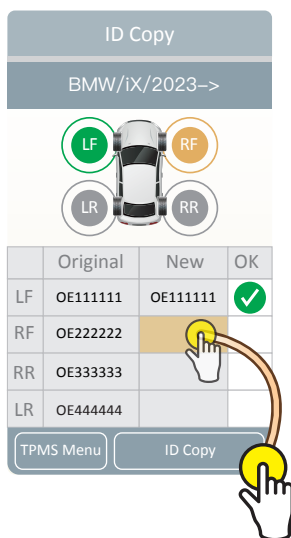 ID Copy
BMW/iX/2023–>
LF RF
LR RR
Original New OK
LF OE111111 OE111111
RF OE222222
RR OE333333
LR OE444444
TPMS Menu ID Copy